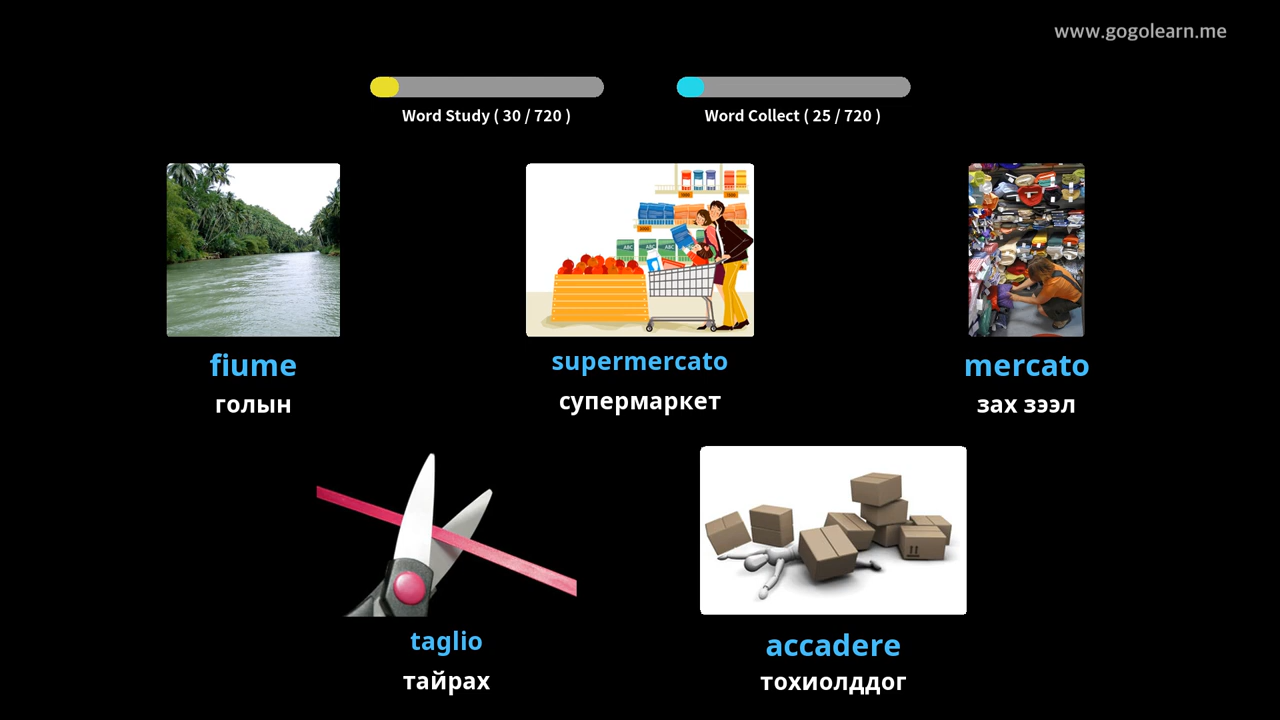 www.gogolearn.me
Word Study ( 30 / 720 )
Word Collect ( 25 / 720 )
fiume
голын
supermercato
супермаркет
mercato
зах зээл
taglio
тайрах
accadere
тохиолддог